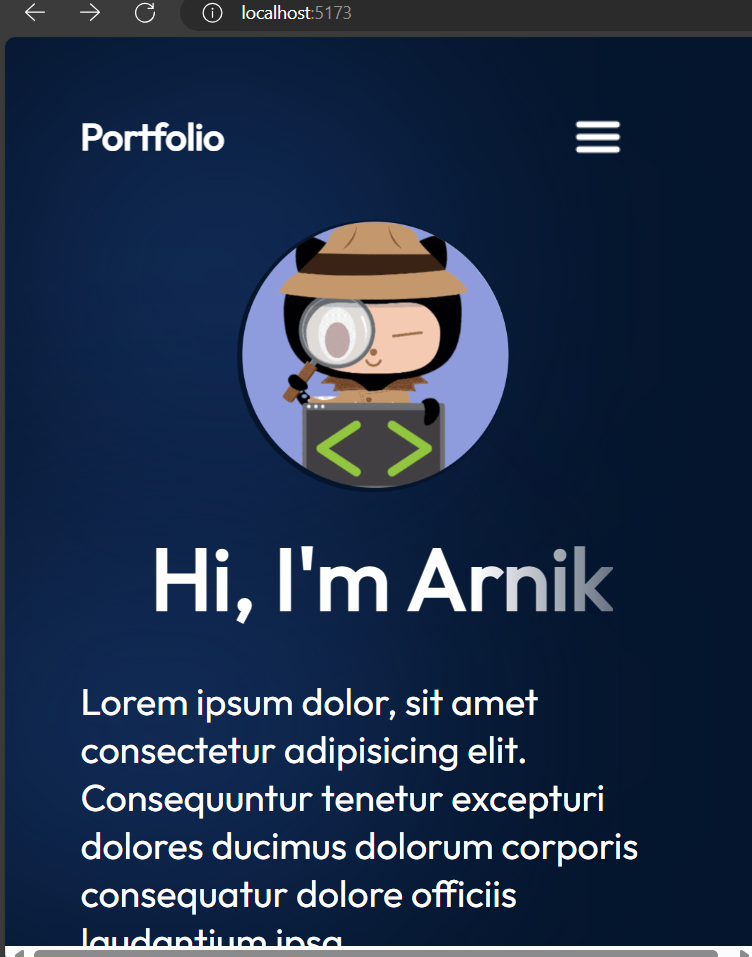 localhost:5173
Portfolio
Hi, I'm Arnik
Lorem ipsum dolor, sit amet
consectetur adipisicing elit.
Consequuntur tenetur excepturi
dolores ducimus dolorum corporis
consequatur dolore officiis
laudantium ipsa